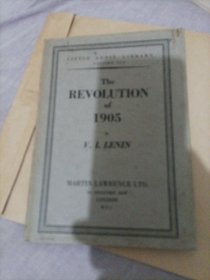 LITTLE LENIN LIBRARY
The
REVOLUTION
of
1905
V. I. LENIN
MARTIN LAWRENCE LTD.
LONDON